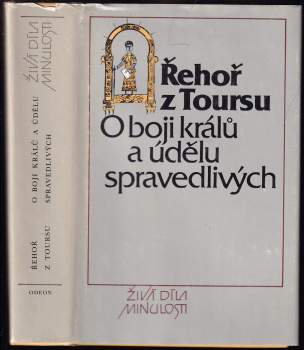 ŽIVÁ DÍLA
MINULOSTI
O BOJI KRÁLŮ A ÚDĚLU
SPRAVEDLIVÝCH
ŘEHOŘ
Z TOURSU
ODEON
Řehoř
z Toursu
O boji králů
a údělu
spravedlivých
ŽIVÁ DÍLA
MINULOSTI